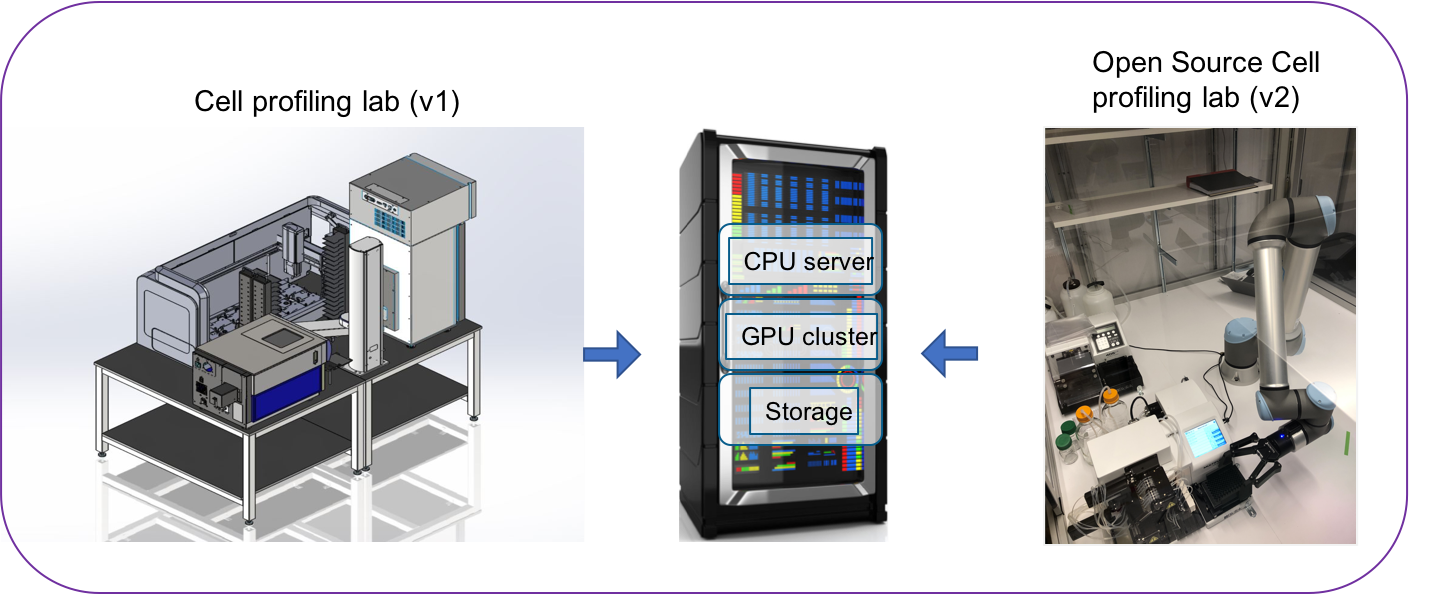 Cell profiling lab (v1)
Open Source Cell
profiling lab (v2)
CPU server
GPU cluster
Storage